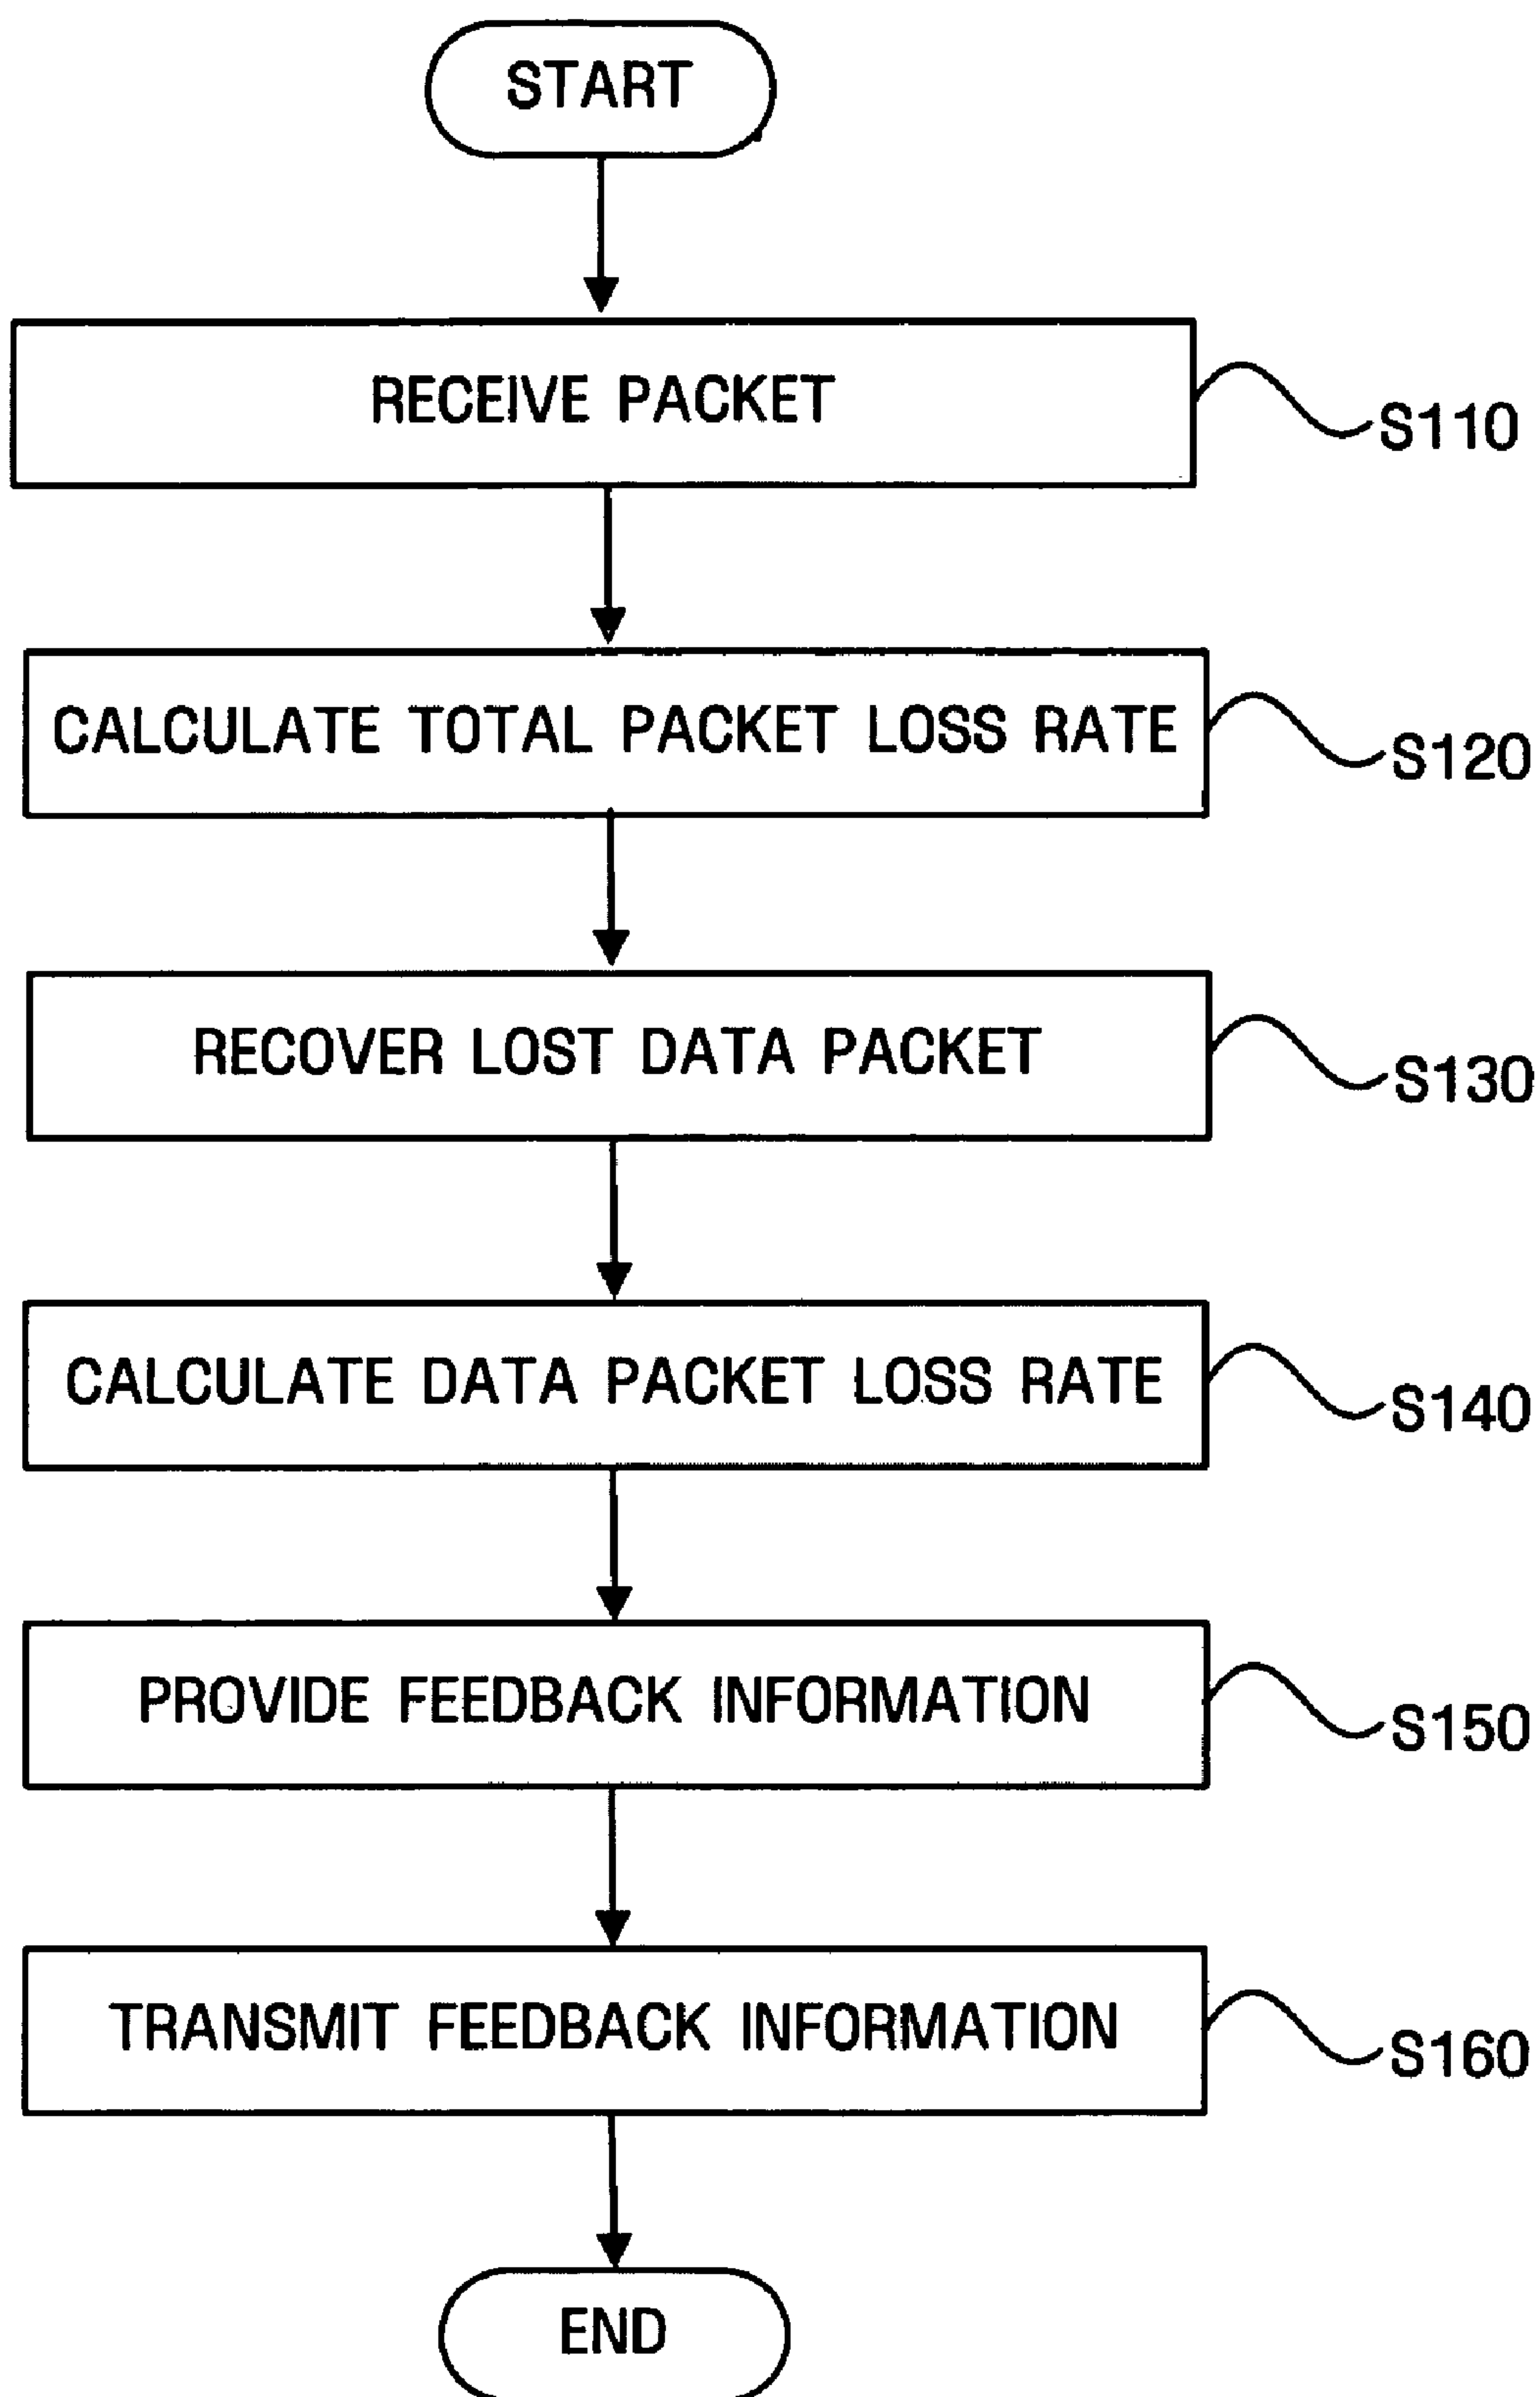 START
RECEIVE PACKET
S110
CALCULATE TOTAL PACKET LOSS RATE
S120
RECOVER LOST DATA PACKET
S130
CALCULATE DATA PACKET LOSS RATE
S140
PROVIDE FEEDBACK INFORMATION
S150
TRANSMIT FEEDBACK INFORMATION
S160
END